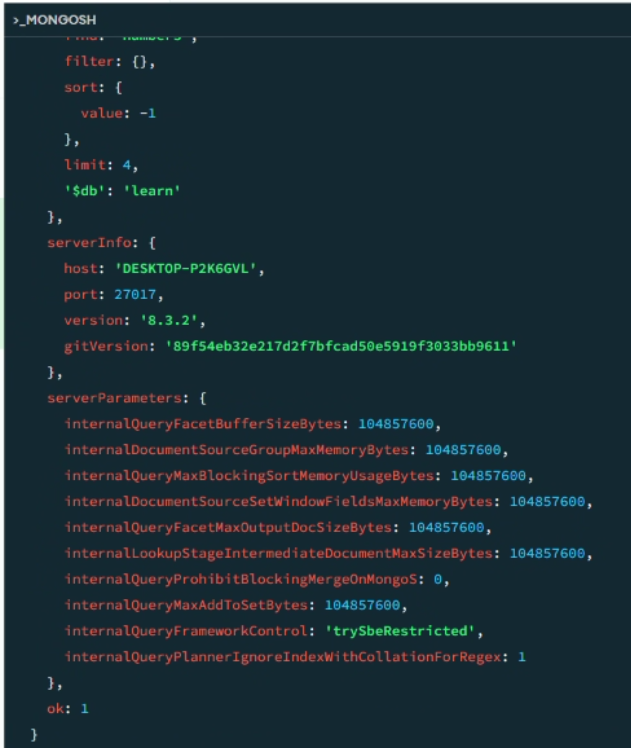 >_MONGOSH
find: 'numbers',
filter: {},
sort: {
value: -1
},
limit: 4,
'$db': 'learn'
},
serverInfo: {
host: 'DESKTOP-P2K6GVL',
port: 27017,
version: '8.3.2',
gitVersion: '89f54eb32e217d2f7bfcad50e5919f3033bb9611'
},
serverParameters: {
internalQueryFacetBufferSizeBytes: 104857600,
internalDocumentSourceGroupMaxMemoryBytes: 104857600,
internalQueryMaxBlockingSortMemoryUsageBytes: 104857600,
internalDocumentSourceSetWindowFieldsMaxMemoryBytes: 104857600,
internalQueryFacetMaxOutputDocSizeBytes: 104857600,
internalLookupStageIntermediateDocumentMaxSizeBytes: 104857600,
internalQueryProhibitBlockingMergeOnMongoS: 0,
internalQueryMaxAddToSetBytes: 104857600,
internalQueryFrameworkControl: 'trySbeRestricted',
internalQueryPlannerIgnoreIndexWithCollationForRegex: 1
},
ok: 1
}